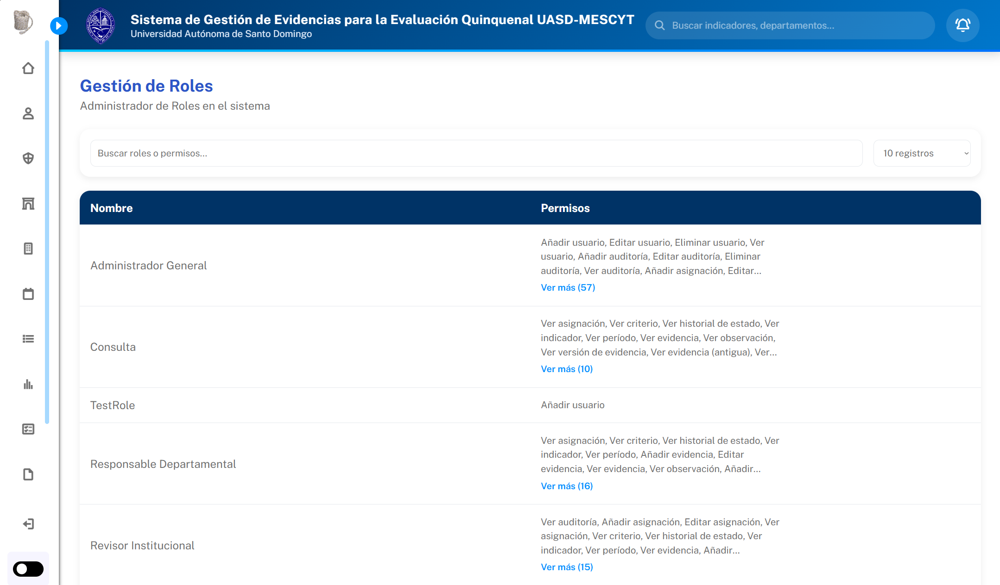 Sistema de Gestión de Evidencias para la Evaluación Quinquenal UASD-MESCYT
Universidad Autónoma de Santo Domingo
Buscar indicadores, departamentos...
Gestión de Roles
Administrador de Roles en el sistema
Buscar roles o permisos...
10 registros
Nombre
Permisos
Administrador General
Añadir usuario, Editar usuario, Eliminar usuario, Ver
usuario, Añadir auditoría, Editar auditoría, Eliminar
auditoría, Ver auditoría, Añadir asignación, Editar...
Ver más (57)
Consulta
Ver asignación, Ver criterio, Ver historial de estado, Ver
indicador, Ver período, Ver evidencia, Ver observación,
Ver versión de evidencia, Ver evidencia (antigua), Ver...
Ver más (10)
TestRole
Añadir usuario
Responsable Departamental
Ver asignación, Ver criterio, Ver historial de estado, Ver
indicador, Ver período, Añadir evidencia, Editar
evidencia, Ver evidencia, Ver observación, Añadir...
Ver más (16)
Revisor Institucional
Ver auditoría, Añadir asignación, Editar asignación, Ver
asignación, Ver criterio, Ver historial de estado, Ver
indicador, Ver período, Ver evidencia, Añadir...
Ver más (15)